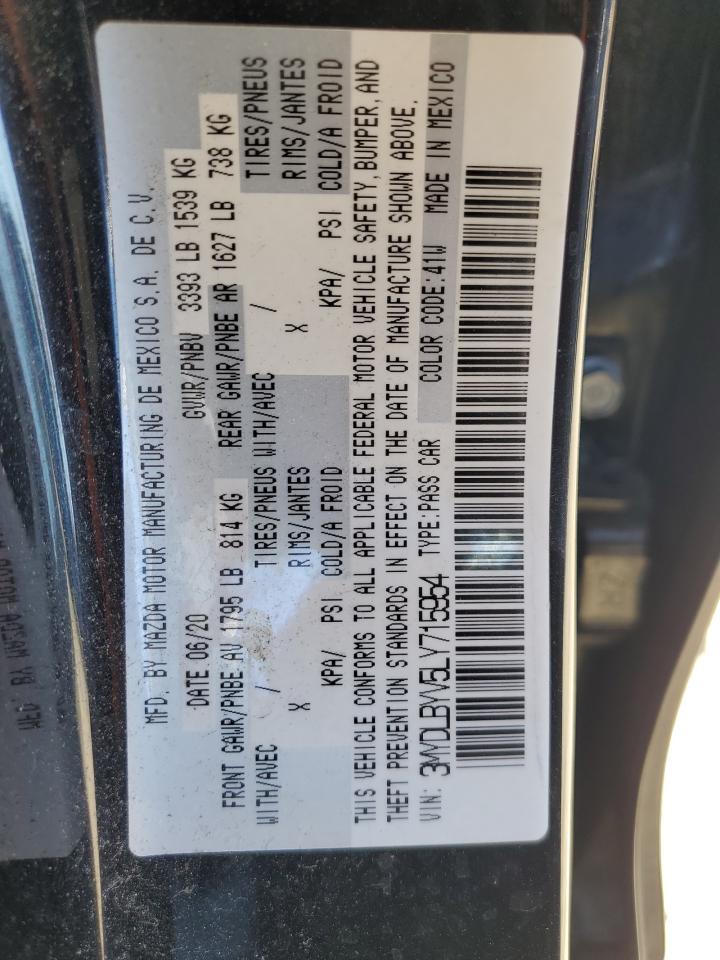 MFD. BY MAZDA MOTOR MANUFACTURING DE MEXICO S.A. DE C.V.
DATE 06/20 GVWR/PNBV 3393 LB 1539 KG
FRONT GAWR/PNBE AV 1795 LB 814 KG REAR GAWR/PNBE AR 1627 LB 738 KG
WITH/AVEC / TIRES/PNEUS WITH/AVEC / TIRES/PNEUS
X RIMS/JANTES X RIMS/JANTES
KPA/ PSI COLD/A FROID KPA/ PSI COLD/A FROID
THIS VEHICLE CONFORMS TO ALL APPLICABLE FEDERAL MOTOR VEHICLE SAFETY, BUMPER, AND
THEFT PREVENTION STANDARDS IN EFFECT ON THE DATE OF MANUFACTURE SHOWN ABOVE.
VIN: 3MYDLBYV5LY715954 TYPE:PASS CAR COLOR CODE:41W MADE IN MEXICO